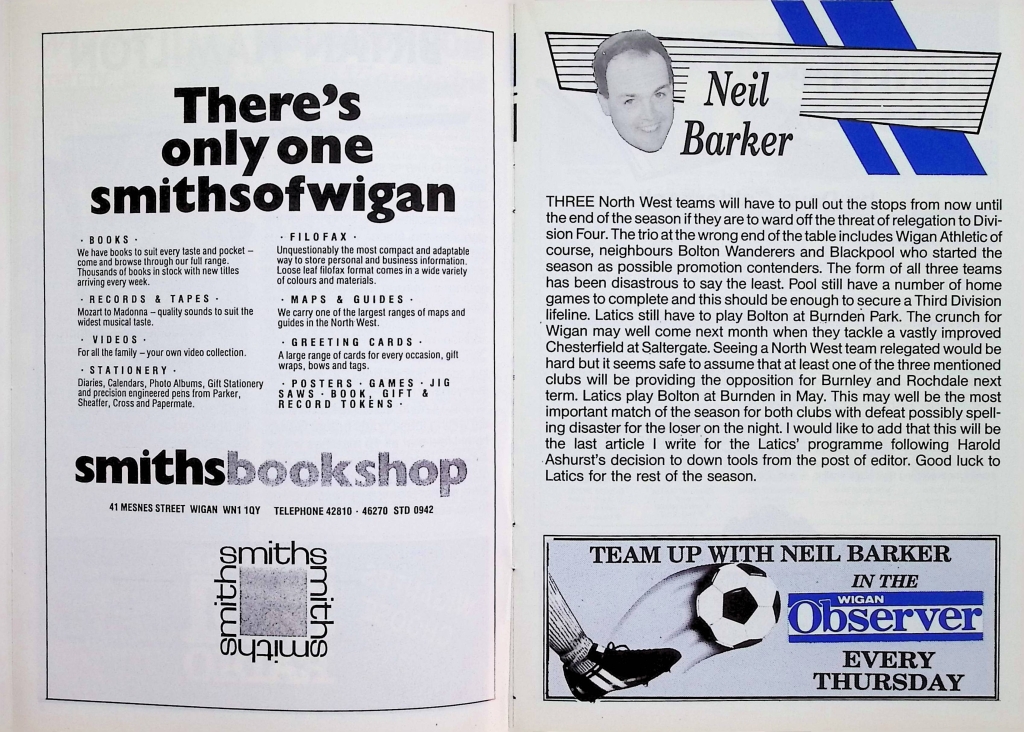 There's
only one
smithsofwigan
· BOOKS ·
We have books to suit every taste and pocket –
come and browse through our full range.
Thousands of books in stock with new titles
arriving every week.
· RECORDS & TAPES ·
Mozart to Madonna – quality sounds to suit the
widest musical taste.
· VIDEOS ·
For all the family – your own video collection.
· STATIONERY ·
Diaries, Calendars, Photo Albums, Gift Stationery
and precision engineered pens from Parker,
Sheaffer, Cross and Papermate.
· FILOFAX ·
Unquestionably the most compact and adaptable
way to store personal and business information.
Loose leaf filofax format comes in a wide variety
of colours and materials.
· MAPS & GUIDES ·
We carry one of the largest ranges of maps and
guides in the North West.
· GREETING CARDS ·
A large range of cards for every occasion, gift
wraps, bows and tags.
· POSTERS · GAMES · JIG
SAWS · BOOK, GIFT &
RECORD TOKENS ·
smithsbookshop
41 MESNES STREET WIGAN WN1 1QY TELEPHONE 42810 · 46270 STD 0942
smiths
smiths
smiths
smiths
Neil
Barker
THREE North West teams will have to pull out the stops from now until
the end of the season if they are to ward off the threat of relegation to Divi-
sion Four. The trio at the wrong end of the table includes Wigan Athletic of
course, neighbours Bolton Wanderers and Blackpool who started the
season as possible promotion contenders. The form of all three teams
has been disastrous to say the least. Pool still have a number of home
games to complete and this should be enough to secure a Third Division
lifeline. Latics still have to play Bolton at Burnden Park. The crunch for
Wigan may well come next month when they tackle a vastly improved
Chesterfield at Saltergate. Seeing a North West team relegated would be
hard but it seems safe to assume that at least one of the three mentioned
clubs will be providing the opposition for Burnley and Rochdale next
term. Latics play Bolton at Burnden in May. This may well be the most
important match of the season for both clubs with defeat possibly spell-
ing disaster for the loser on the night. I would like to add that this will be
the last article I write for the Latics' programme following Harold
Ashurst's decision to down tools from the post of editor. Good luck to
Latics for the rest of the season.
TEAM UP WITH NEIL BARKER
IN THE
WIGAN
Observer
EVERY
THURSDAY